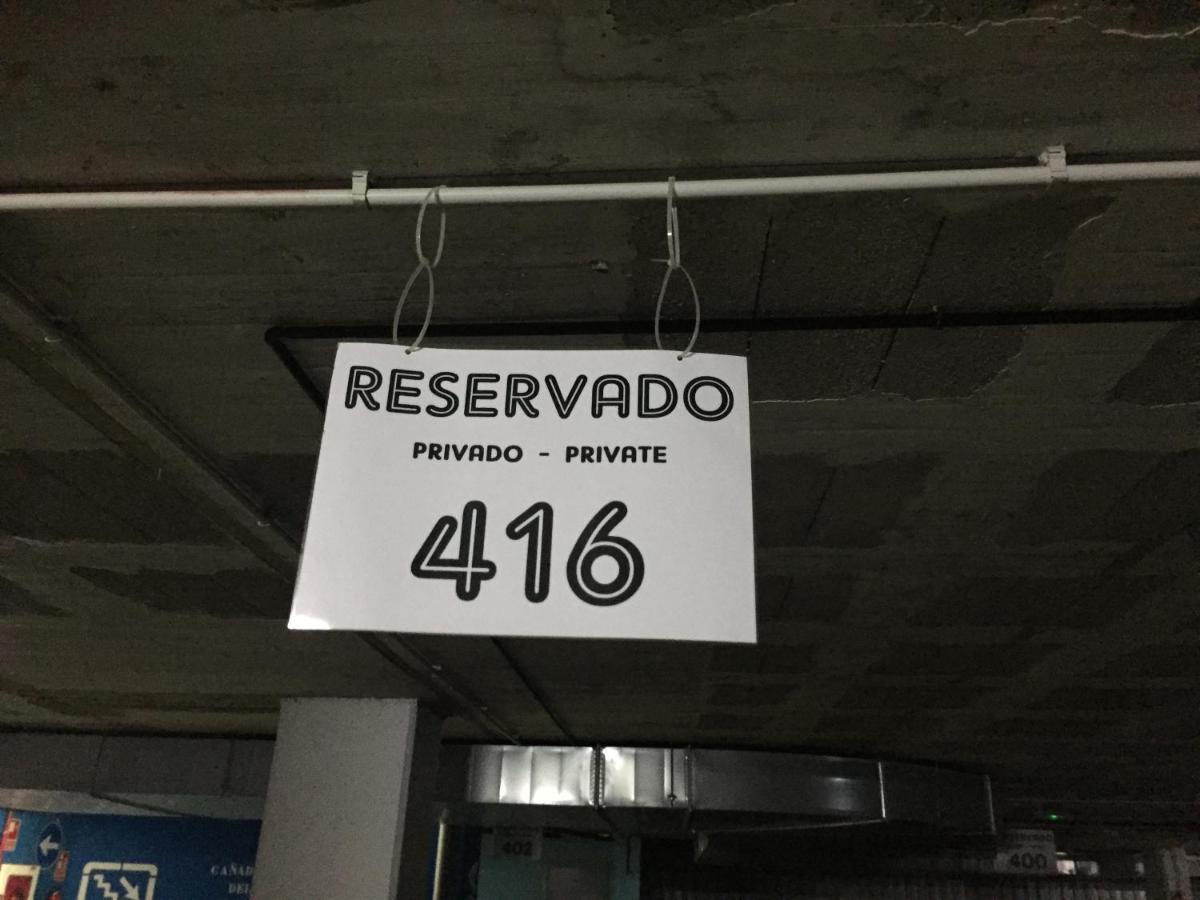 RESERVADO
PRIVADO - PRIVATE
416
402
400